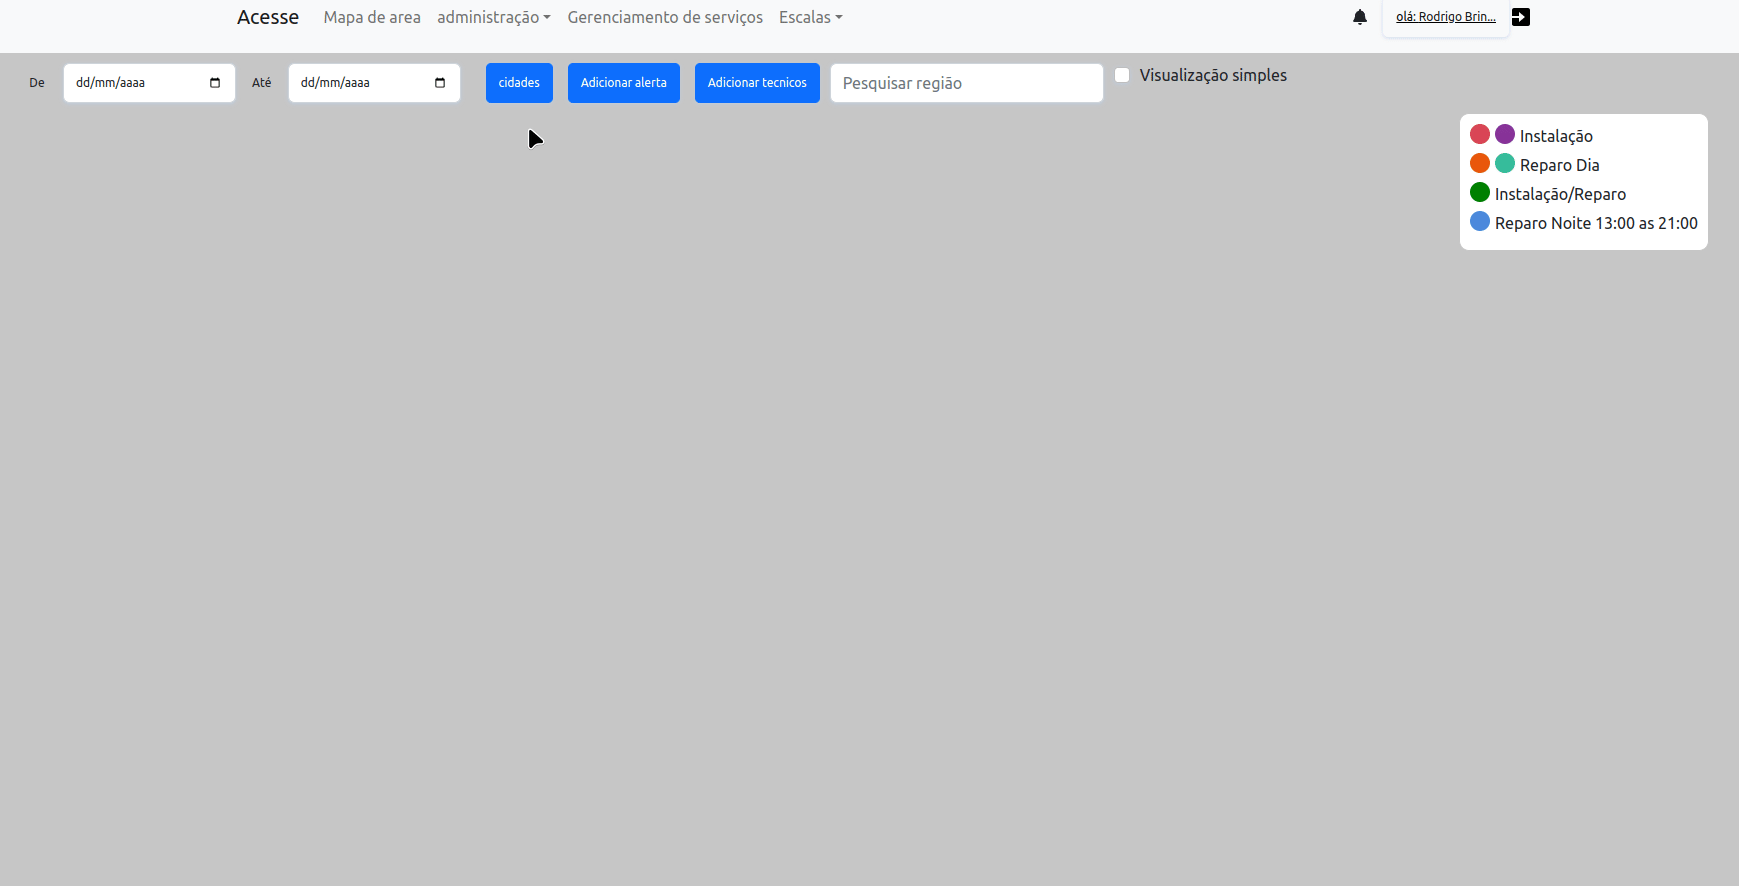 Acesse Mapa de area administração Gerenciamento de serviços Escalas olá: Rodrigo Brin...
De dd/mm/aaaa Até dd/mm/aaaa cidades Adicionar alerta Adicionar tecnicos Pesquisar região Visualização simples
Instalação
Reparo Dia
Instalação/Reparo
Reparo Noite 13:00 as 21:00